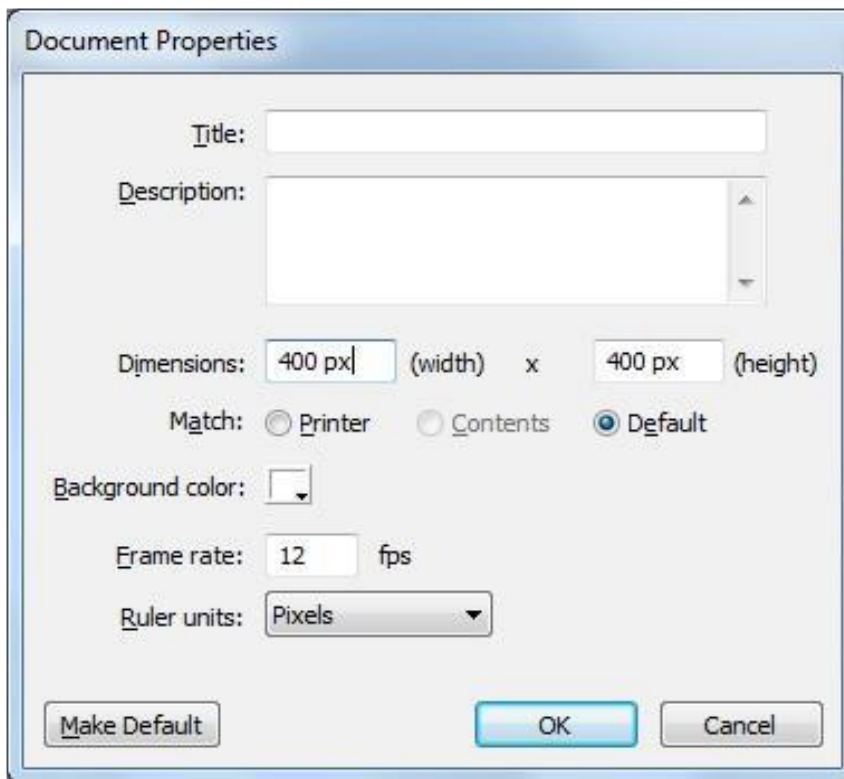 Document Properties
Title:
Description:
Dimensions: 400 px (width) x 400 px (height)
Match: Printer Contents Default
Background color:
Frame rate: 12 fps
Ruler units: Pixels
Make Default OK Cancel